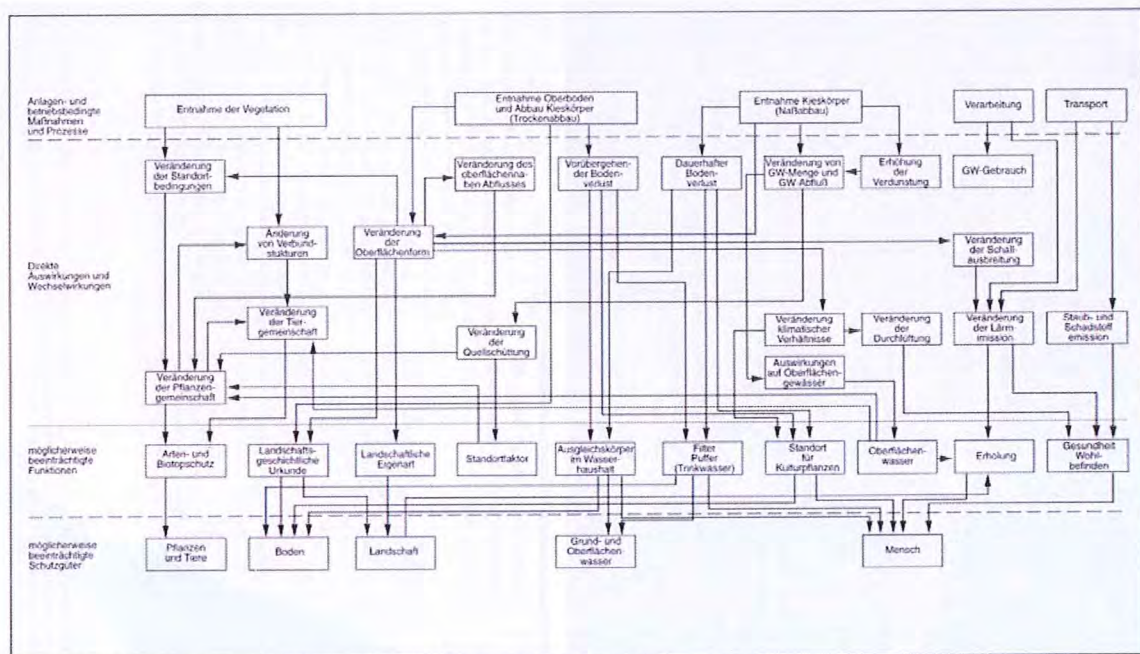 Anlagen- und
betriebsbedingte
Maßnahmen
und Prozesse
Entnahme der Vegetation
Entnahme Oberboden
und Abbau Kieskörper
(Trockenabbau)
Entnahme Kieskörper
(Naßabbau)
Verarbeitung
Transport
Veränderung
der Standort-
bedingungen
Veränderung des
oberflächenna-
ben Abflusses
Vorübergehen-
der Boden-
verlust
Dauerhafter
Boden-
verlust
Veränderung von
GW-Menge und
GW-Abfluß
Erhöhung
der
Verdunstung
GW-Gebrauch
Direkte
Auswirkungen und
Wechselwirkungen
Änderung
von Verbund-
stukturen
Veränderung
der
Oberflächenform
Veränderung
der Schall-
ausbreitung
Veränderung
der Tier-
gemeinschaft
Veränderung
der
Quellschüttung
Veränderung
klimatischer
Verhältnisse
Veränderung
der
Durchlüftung
Veränderung
der Lärm
imission
Staub- und
Schadstoff
emission
Auswirkungen
auf Oberflächen-
gewässer
Veränderung
der Pflanzen-
gemeinschaft
möglicherweise
beeinträchtigte
Funktionen
Arten- und
Biotopschutz
Landschafts-
geschichtliche
Urkunde
Landschaftliche
Eigenart
Standortfaktor
Ausgleichskörper
im Wasser-
haushalt
Filter
Puffer
(Trinkwasser)
Standort
für
Kulturpflanzen
Oberflächen-
wasser
Erholung
Gesundheit
Wohl-
befinden
möglicherweise
beeinträchtigte
Schutzgüter
Pflanzen
und Tiere
Boden
Landschaft
Grund- und
Oberflächen
wasser
Mensch